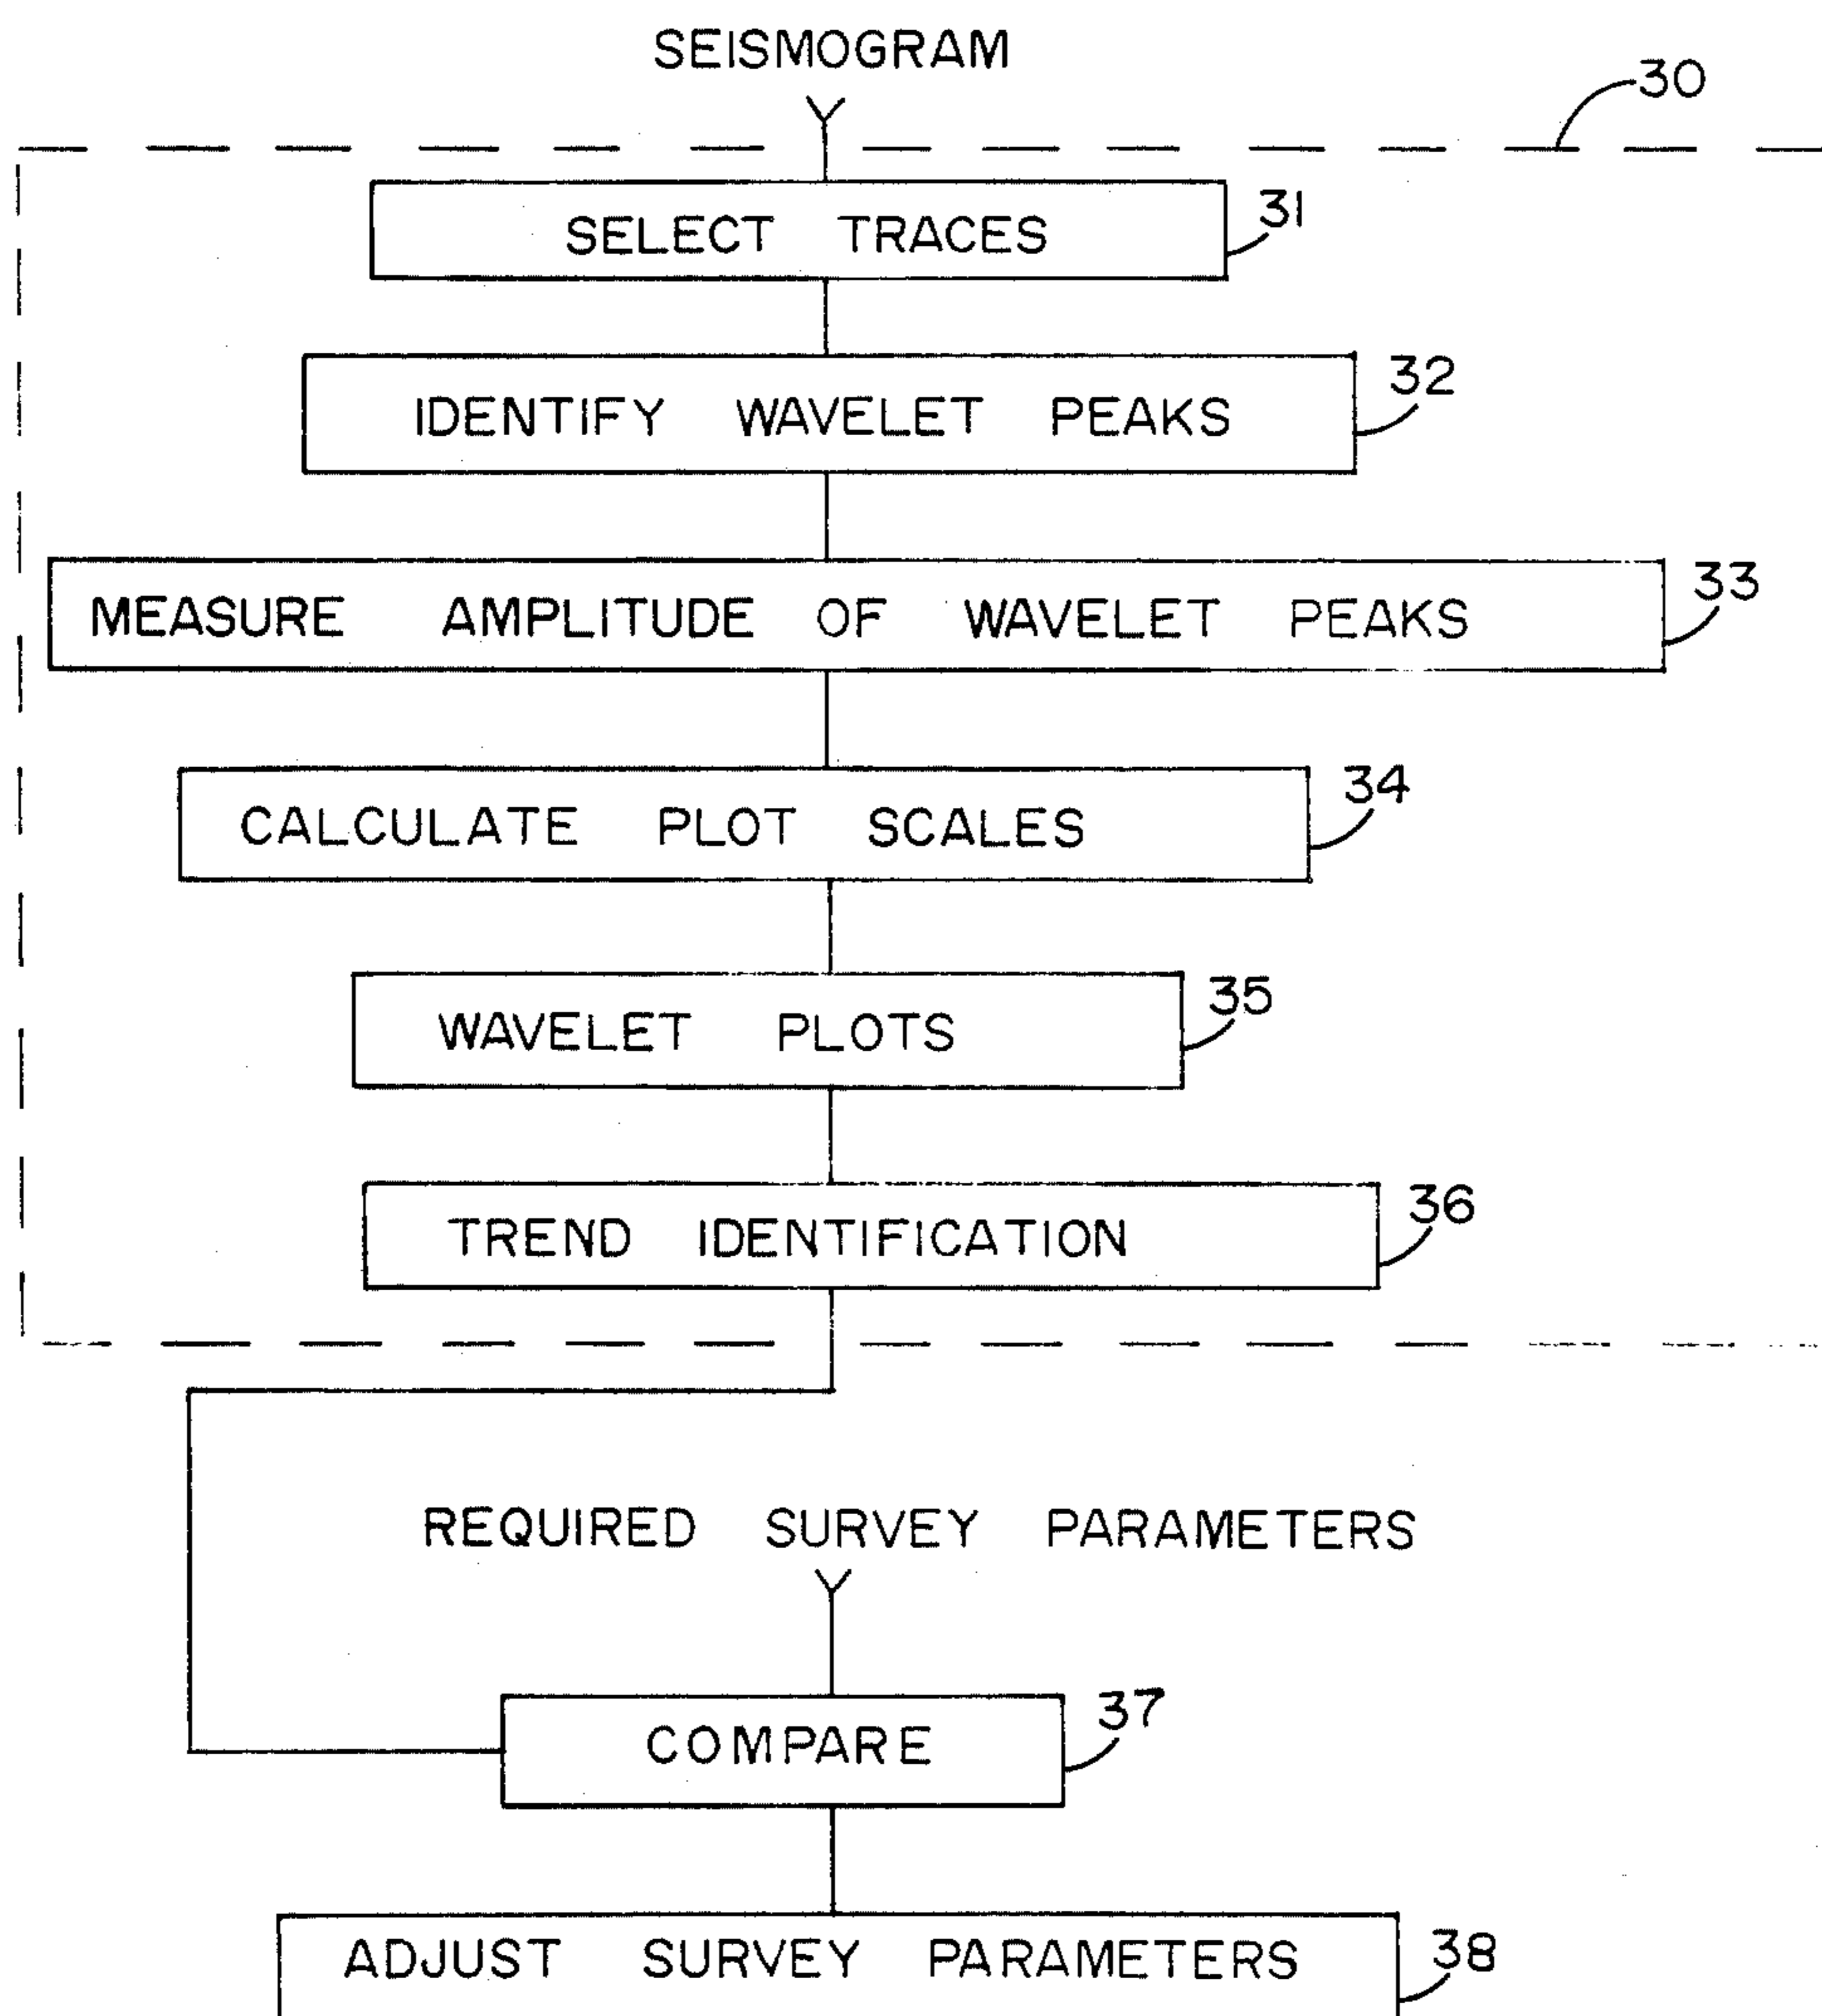 SEISMOGRAM
30
SELECT TRACES
31
IDENTIFY WAVELET PEAKS
32
MEASURE AMPLITUDE OF WAVELET PEAKS
33
CALCULATE PLOT SCALES
34
WAVELET PLOTS
35
TREND IDENTIFICATION
36
REQUIRED SURVEY PARAMETERS
COMPARE
37
ADJUST SURVEY PARAMETERS
38